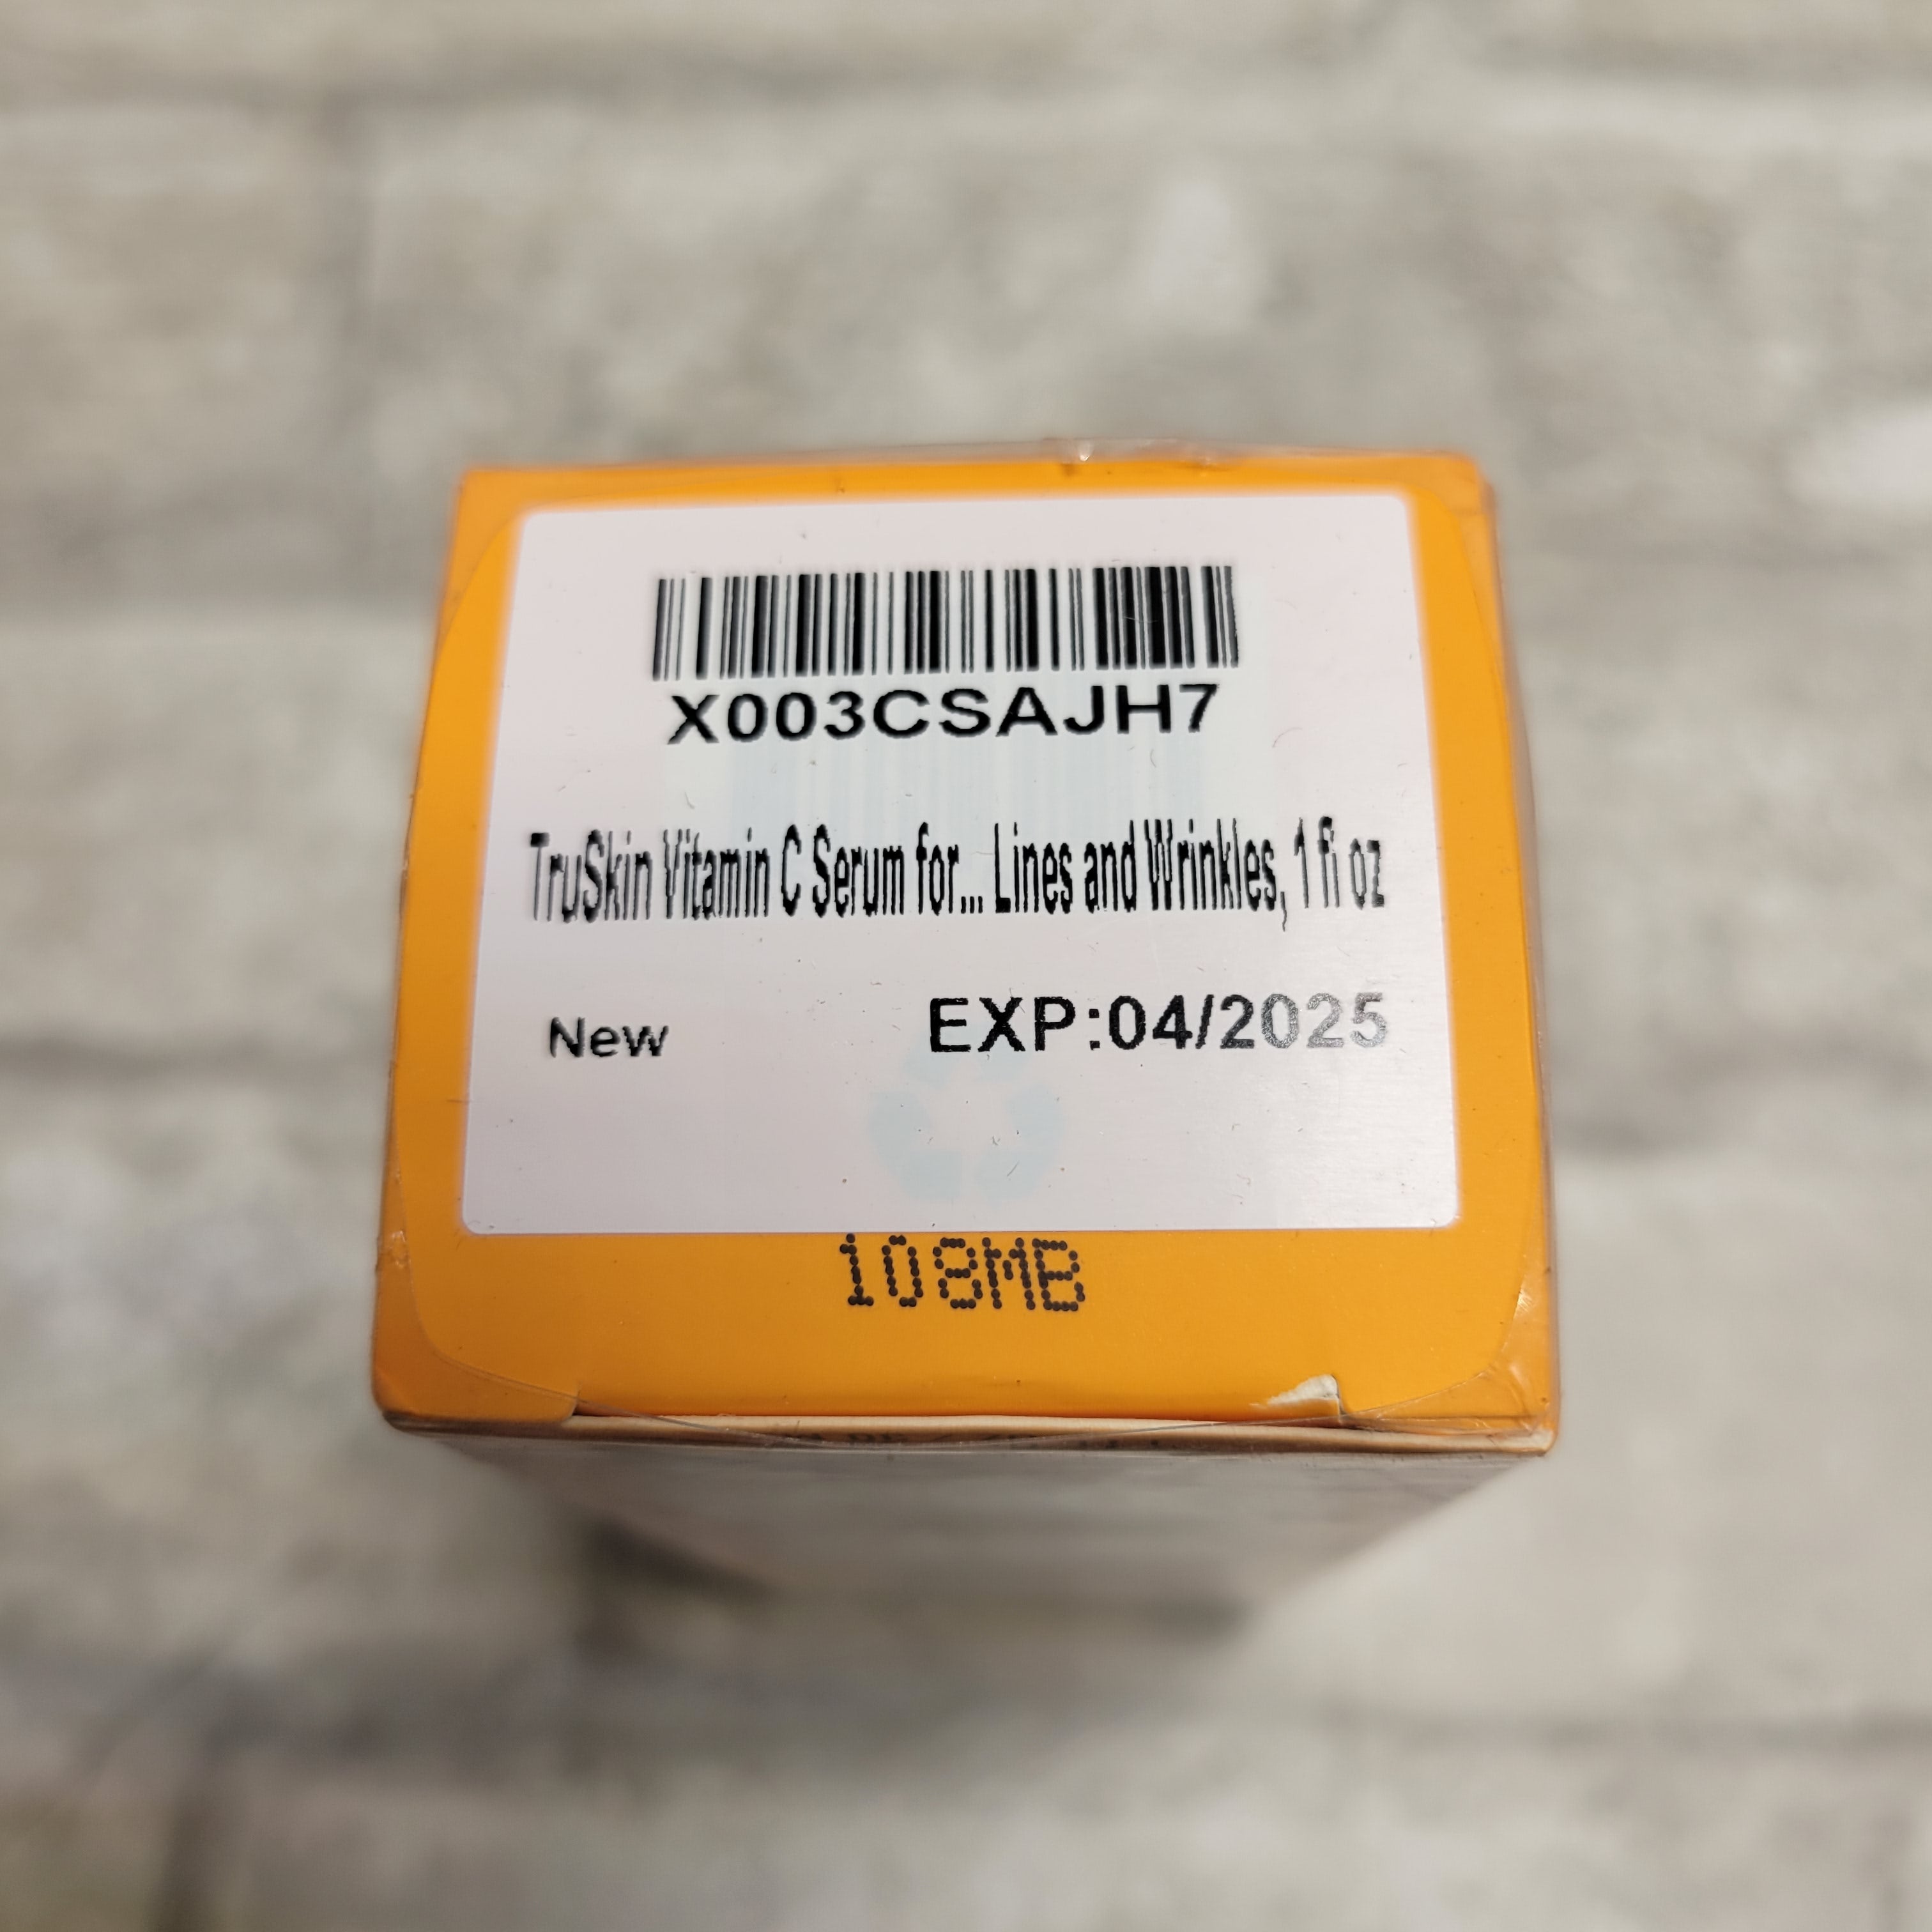 X003CSAJH7
TruSkin Vitamin C Serum for... Lines and Wrinkles, 1 fl oz
New EXP:04/2025
108MB